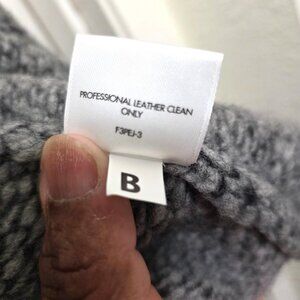 PROFESSIONAL LEATHER CLEAN
ONLY
F3PEJ-3
B